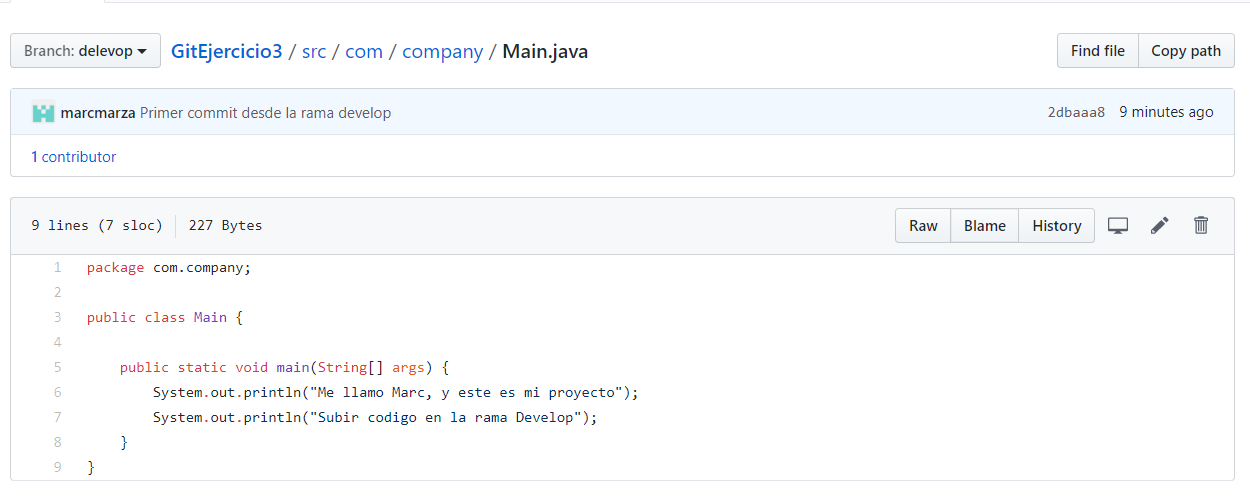 Branch: delevop
GitEjercicio3 / src / com / company / Main.java
Find file
Copy path
marcmarza Primer commit desde la rama develop
2dbaaa8 9 minutes ago
1 contributor
9 lines (7 sloc) 227 Bytes
Raw
Blame
History
1 package com.company;
2
3 public class Main {
4
5 public static void main(String[] args) {
6 System.out.println("Me llamo Marc, y este es mi proyecto");
7 System.out.println("Subir codigo en la rama Develop");
8 }
9 }